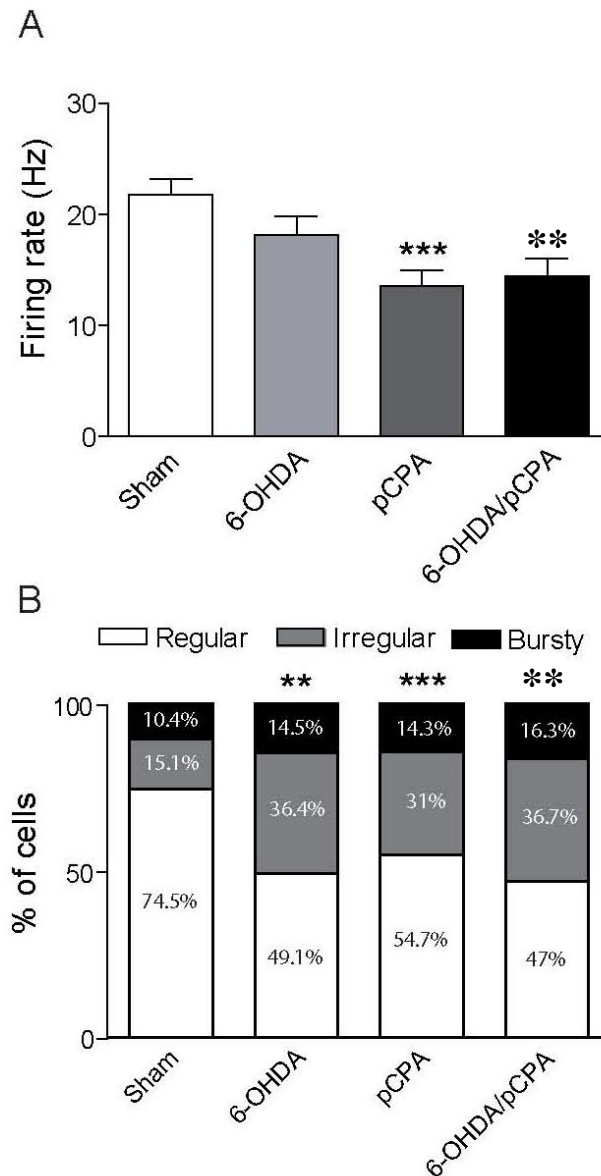 A
Firing rate (Hz)
30
20
10
0
*** **
Sham 6-OHDA pCPA 6-OHDA/pCPA
B
Regular Irregular Bursty
** *** **
% of cells
100
50
0
10.4% 14.5% 14.3% 16.3%
15.1% 36.4% 31% 36.7%
74.5% 49.1% 54.7% 47%
Sham 6-OHDA pCPA 6-OHDA/pCPA